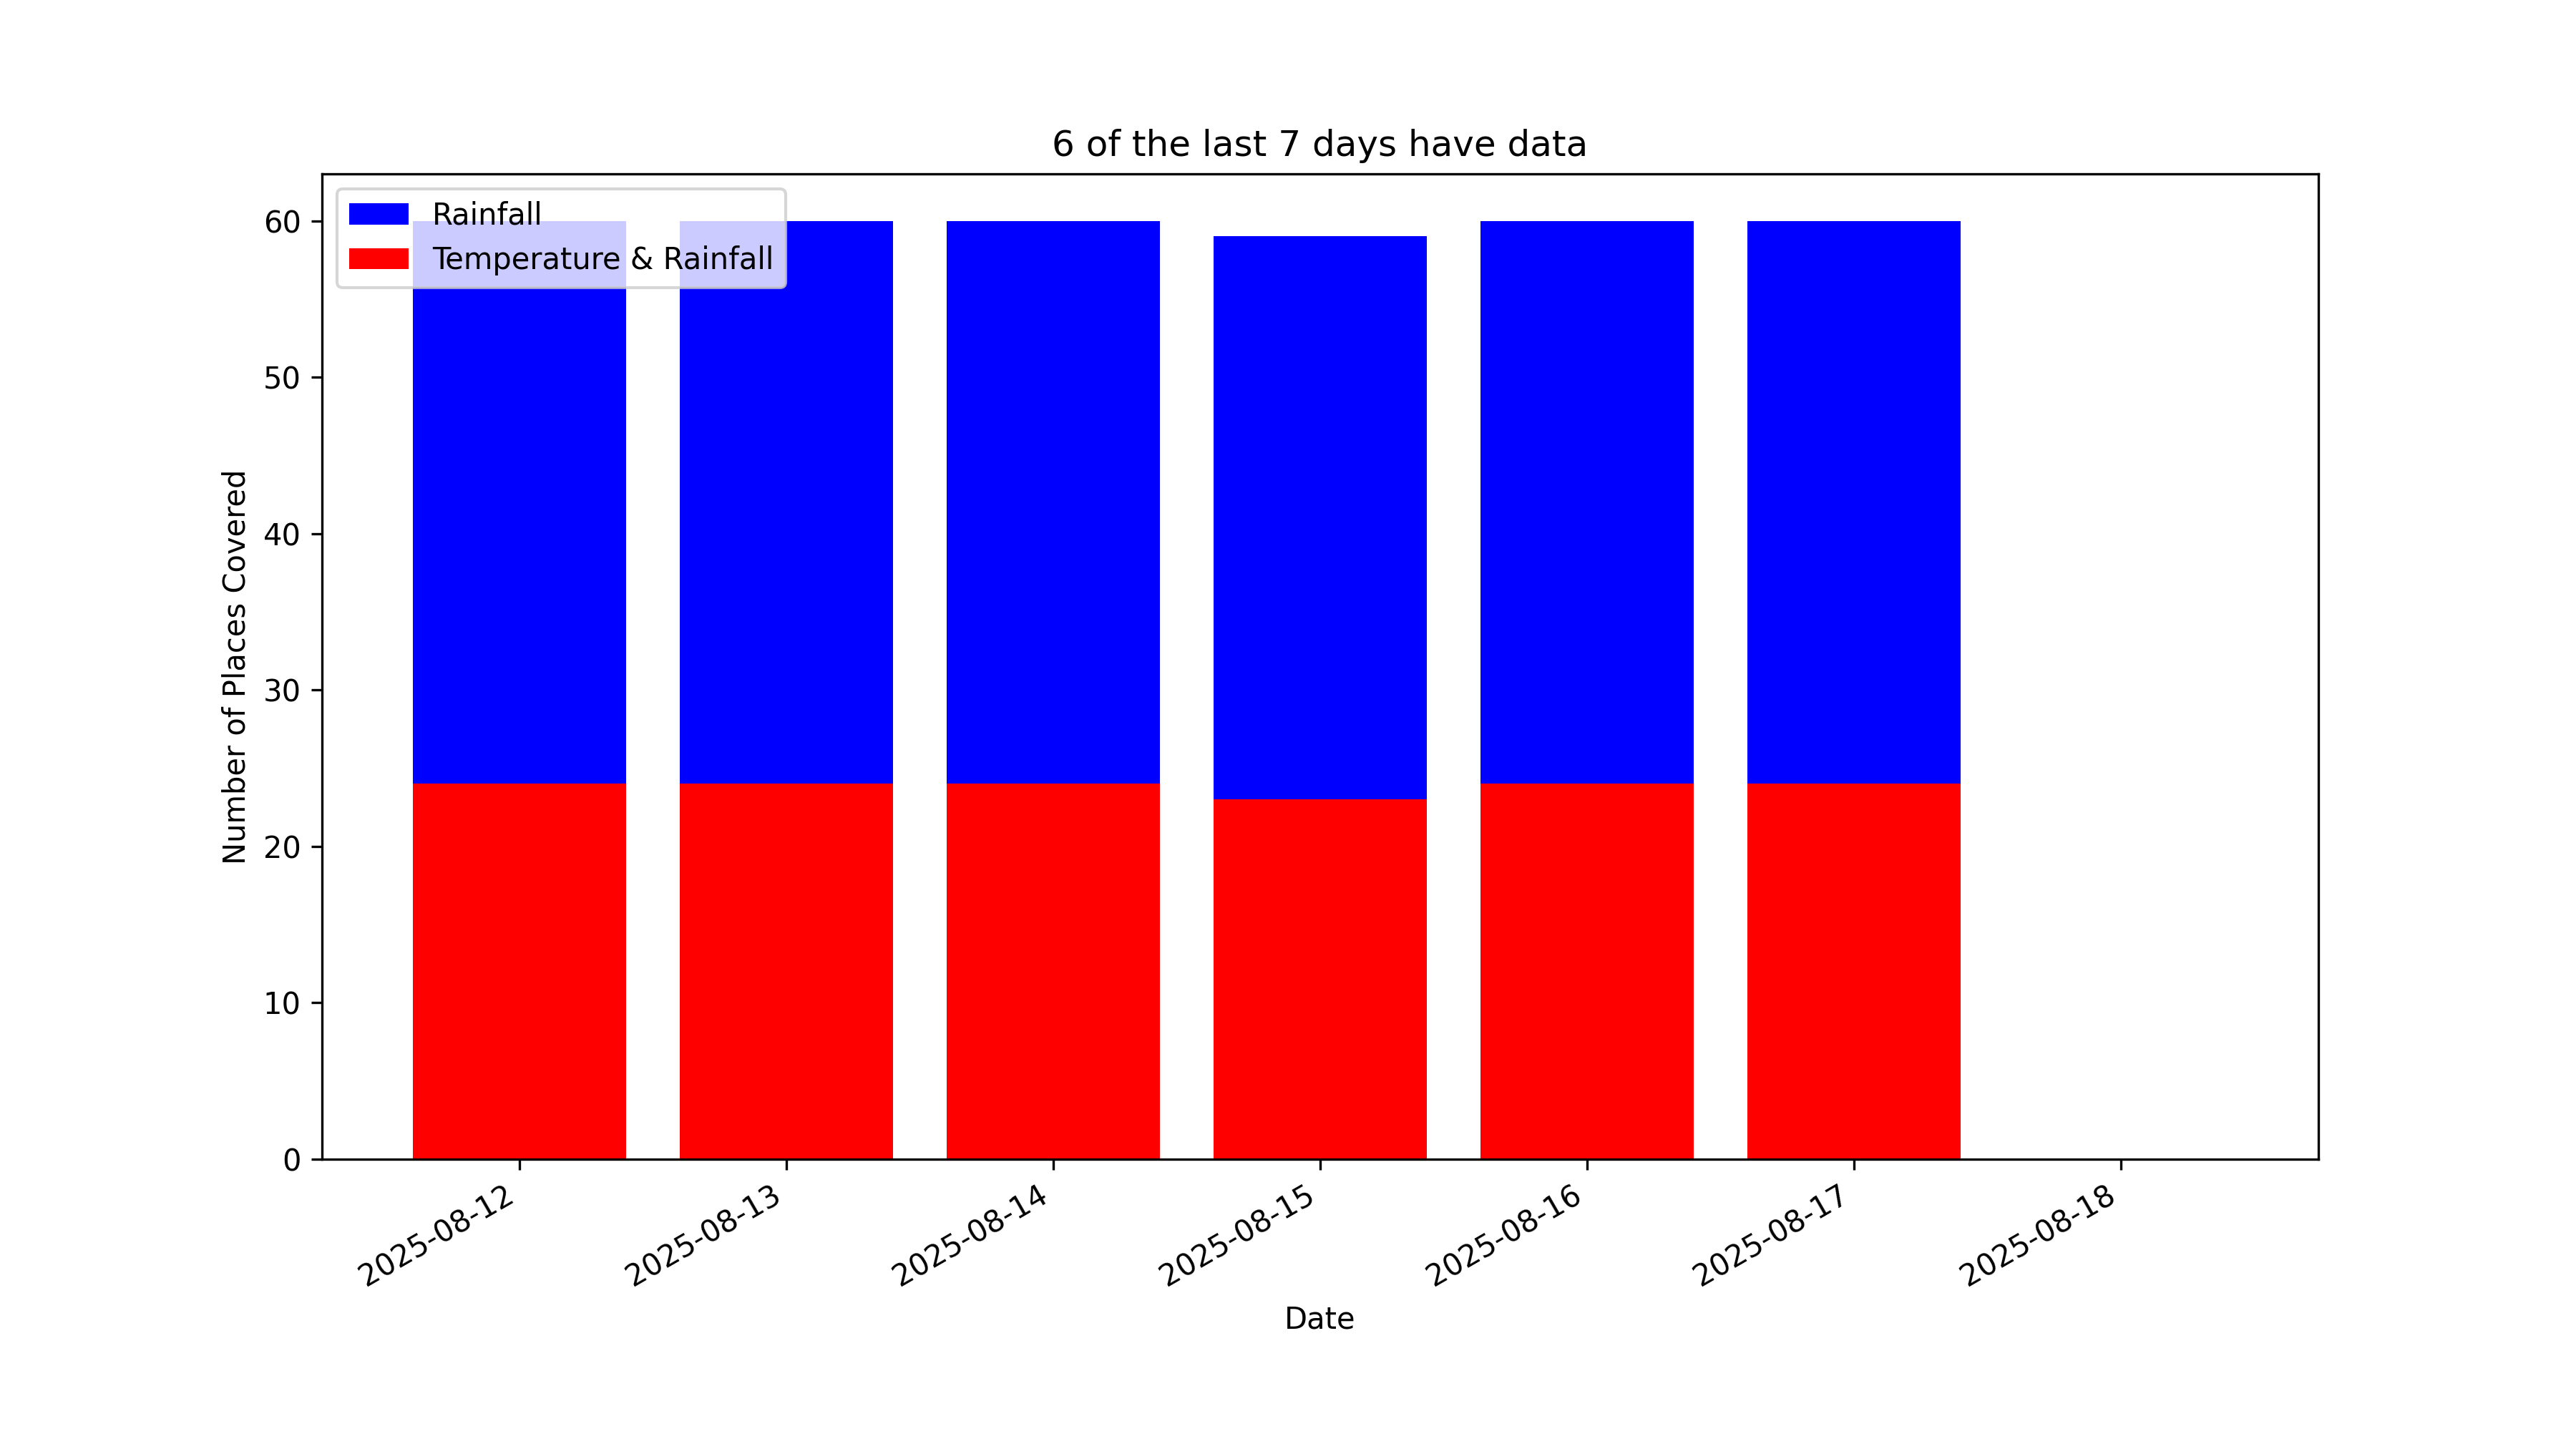 6 of the last 7 days have data
Rainfall
Temperature & Rainfall
60
50
40
30
20
10
0
Number of Places Covered
2025-08-12
2025-08-13
2025-08-14
2025-08-15
2025-08-16
2025-08-17
2025-08-18
Date